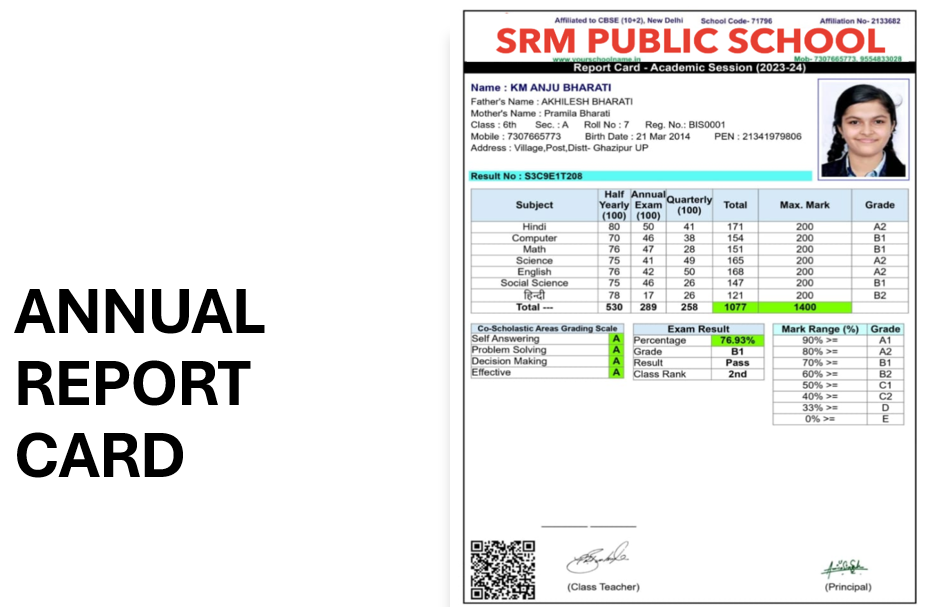 ANNUAL
REPORT
CARD
Affiliated to CBSE (10+2), New Delhi School Code- 71796 Affiliation No- 2133682
SRM PUBLIC SCHOOL
www.yourschoolname.in Mob- 7307665773, 9554833028
Report Card - Academic Session (2023-24)
Name : KM ANJU BHARATI
Father's Name : AKHILESH BHARATI
Mother's Name : Pramila Bharati
Class : 6th Sec. : A Roll No : 7 Reg. No.: BIS0001
Mobile : 7307665773 Birth Date : 21 Mar 2014 PEN : 21341979806
Address : Village,Post,Distt- Ghazipur UP
Result No : S3C9E1T208
Subject Half Yearly (100) Annual Exam (100) Quarterly (100) Total Max. Mark Grade
Hindi 80 50 41 171 200 A2
Computer 70 46 38 154 200 B1
Math 76 47 28 151 200 B1
Science 75 41 49 165 200 A2
English 76 42 50 168 200 A2
Social Science 75 46 26 147 200 B1
हिन्दी 78 17 26 121 200 B2
Total --- 530 289 258 1077 1400
Co-Scholastic Areas Grading Scale
Self Answering A
Problem Solving A
Decision Making A
Effective A
Exam Result
Percentage 76.93%
Grade B1
Result Pass
Class Rank 2nd
Mark Range (%) Grade
90% >= A1
80% >= A2
70% >= B1
60% >= B2
50% >= C1
40% >= C2
33% >= D
0% >= E
(Class Teacher) (Principal)